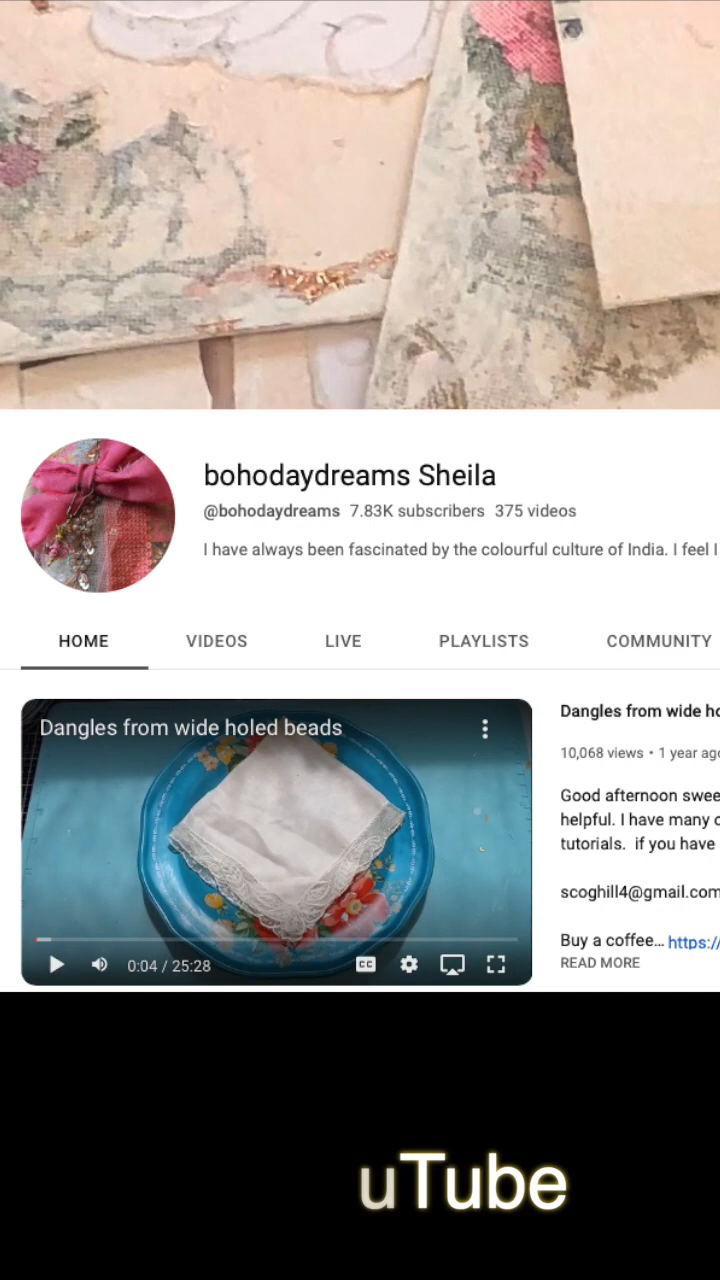 bohodaydreams Sheila
@bohodaydreams 7.83K subscribers 375 videos
I have always been fascinated by the colourful culture of India. I feel I
HOME VIDEOS LIVE PLAYLISTS COMMUNITY
Dangles from wide holed beads
0:04 / 25:28
CC
Dangles from wide ho
10,068 views • 1 year ago
Good afternoon swee
helpful. I have many o
tutorials. if you have
scoghill4@gmail.com
Buy a coffee... https://
READ MORE
uTube